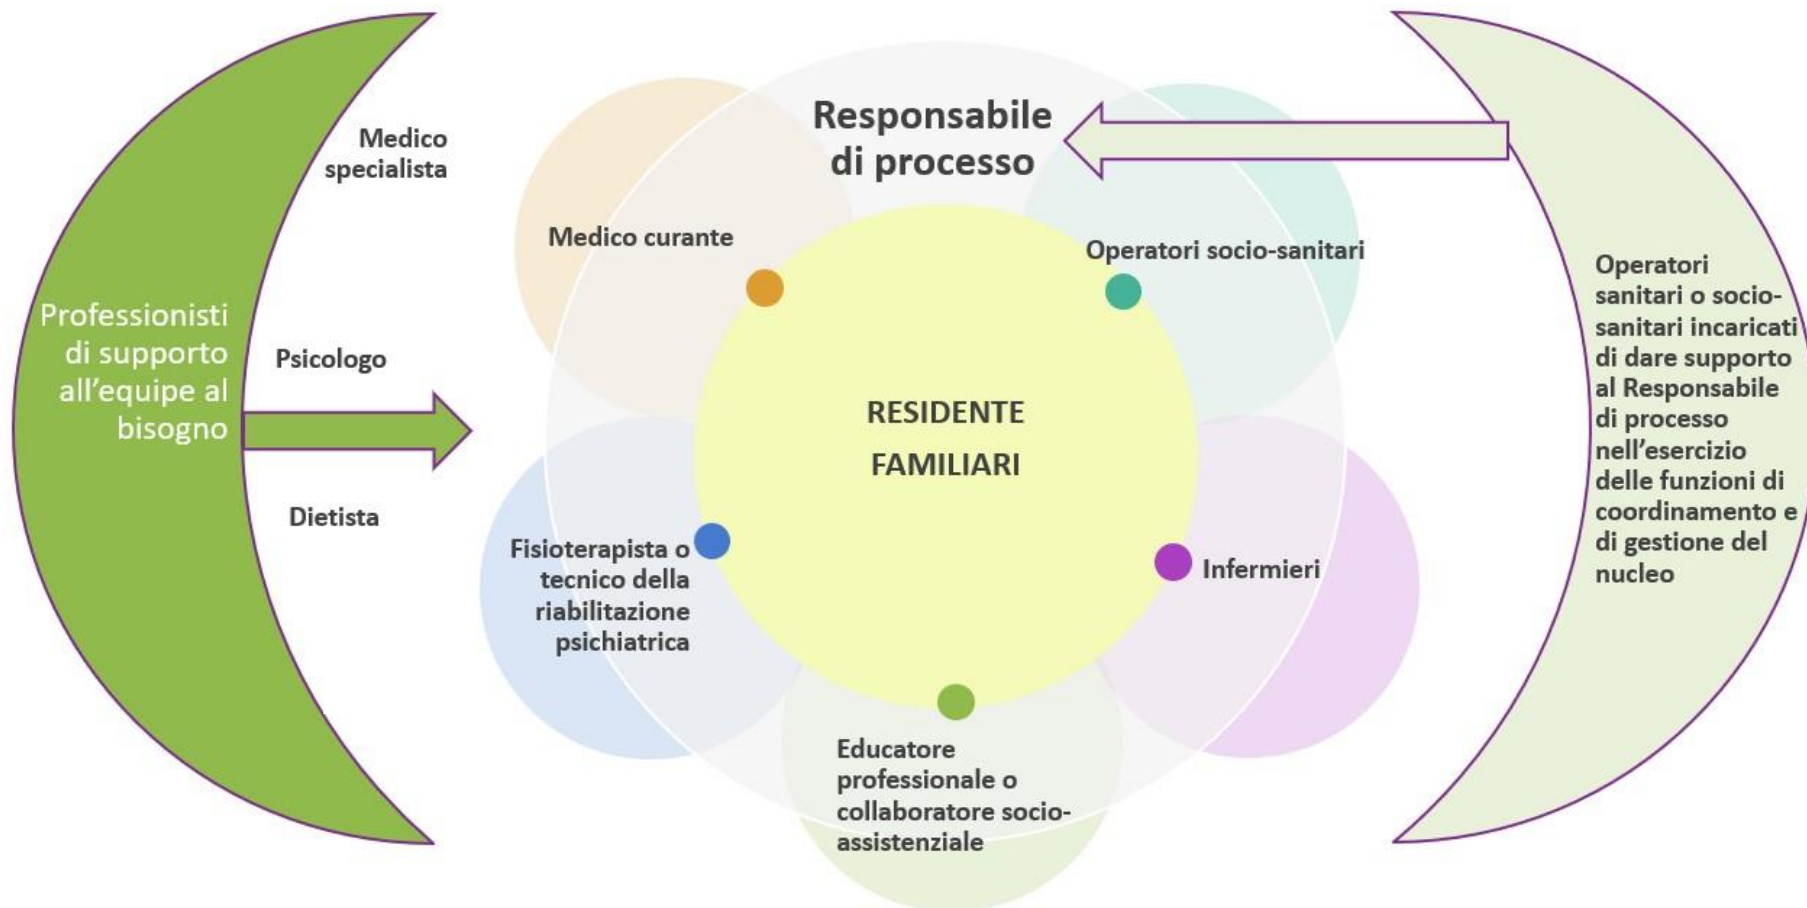 Responsabile
di processo
Medico
specialista
Medico curante
Operatori socio-sanitari
Professionisti
di supporto
all'equipe al
bisogno
Psicologo
Dietista
RESIDENTE
FAMILIARI
Operatori
sanitari o socio-
sanitari incaricati
di dare supporto
al Responsabile
di processo
nell'esercizio
delle funzioni di
coordinamento e
di gestione del
nucleo
Fisioterapista o
tecnico della
riabilitazione
psichiatrica
Infermieri
Educatore
professionale o
collaboratore socio-
assistenziale